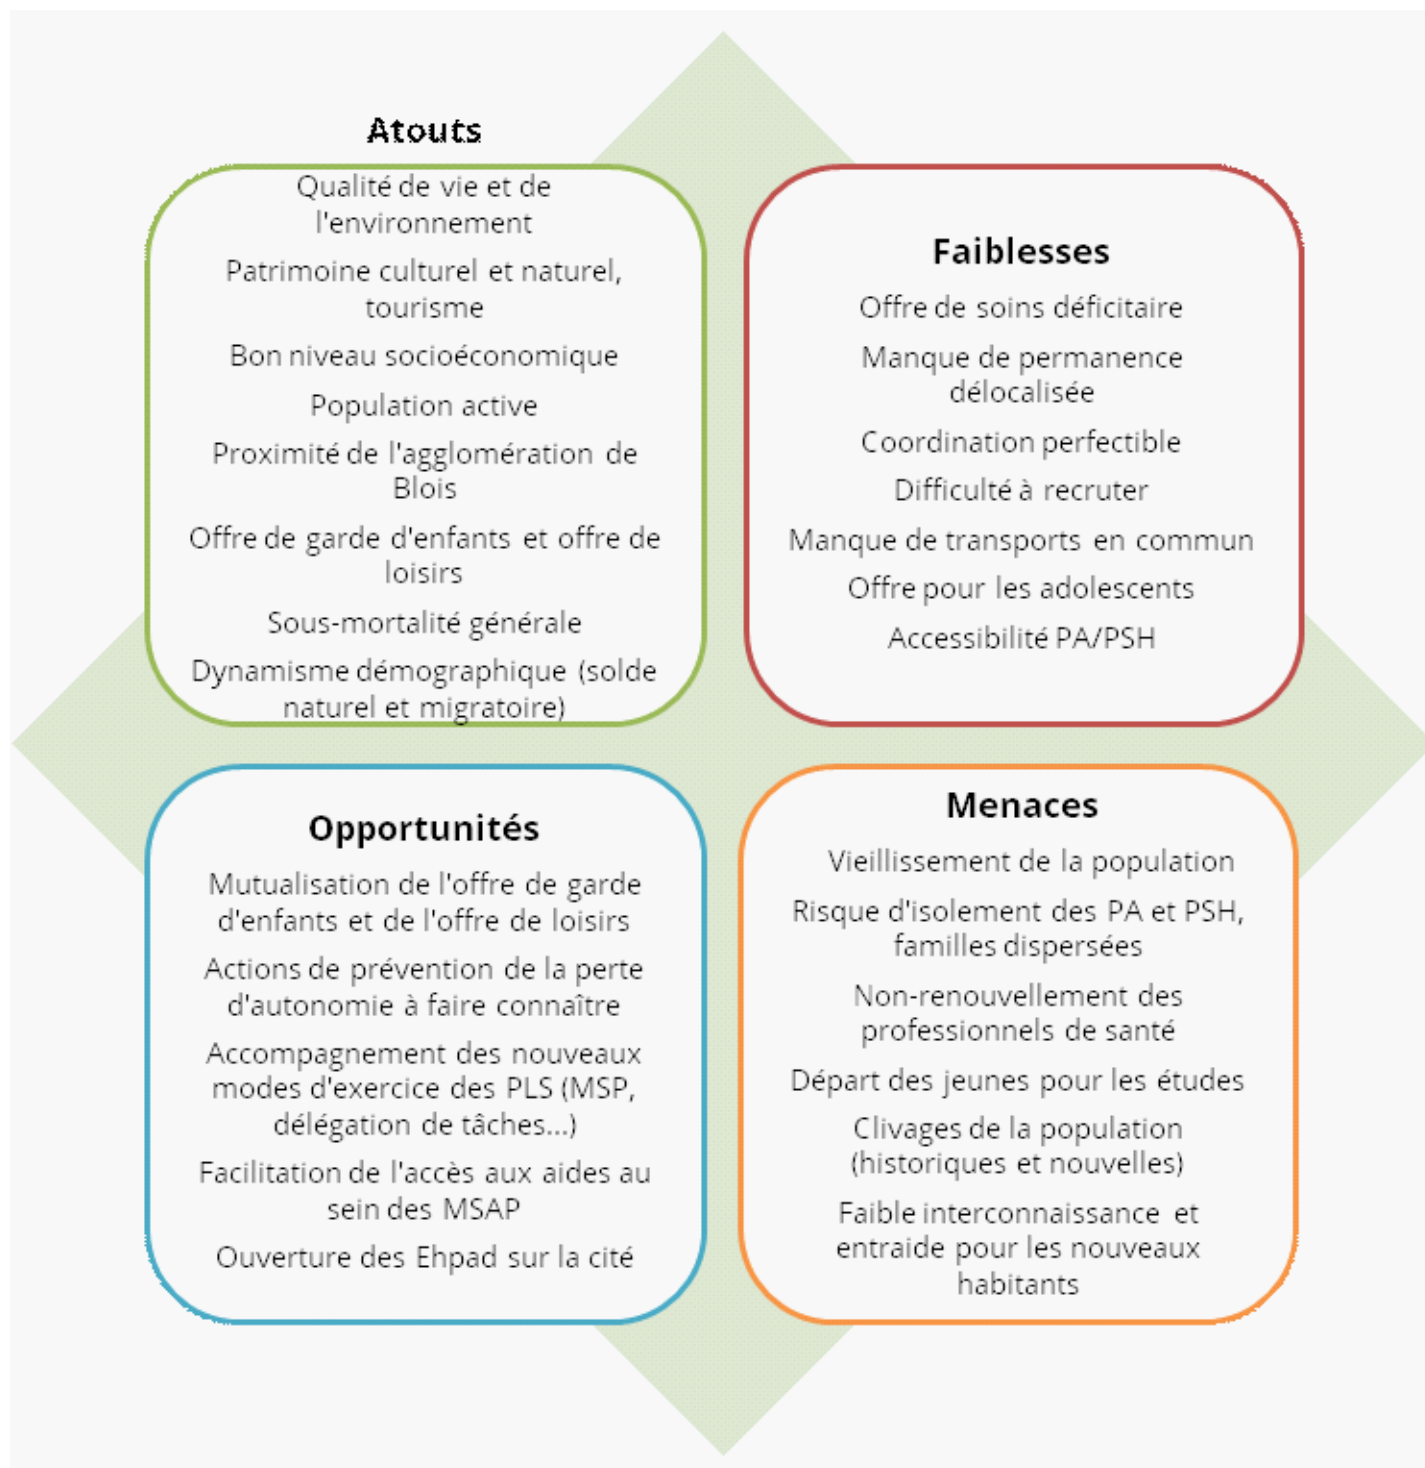 Atouts
Qualité de vie et de
l'environnement
Patrimoine culturel et naturel,
tourisme
Bon niveau socioéconomique
Population active
Proximité de l'agglomération de
Blois
Offre de garde d'enfants et offre de
loisirs
Sous-mortalité générale
Dynamisme démographique (solde
naturel et migratoire)
Faiblesses
Offre de soins déficitaire
Manque de permanence
délocalisée
Coordination perfectible
Difficulté à recruter
Manque de transports en commun
Offre pour les adolescents
Accessibilité PA/PSH
Opportunités
Mutualisation de l'offre de garde
d'enfants et de l'offre de loisirs
Actions de prévention de la perte
d'autonomie à faire connaître
Accompagnement des nouveaux
modes d'exercice des PLS (MSP,
délégation de tâches...)
Facilitation de l'accès aux aides au
sein des MSAP
Ouverture des Ehpad sur la cité
Menaces
Vieillissement de la population
Risque d'isolement des PA et PSH,
familles dispersées
Non-renouvellement des
professionnels de santé
Départ des jeunes pour les études
Clivages de la population
(historiques et nouvelles)
Faible interconnaissance et
entraide pour les nouveaux
habitants